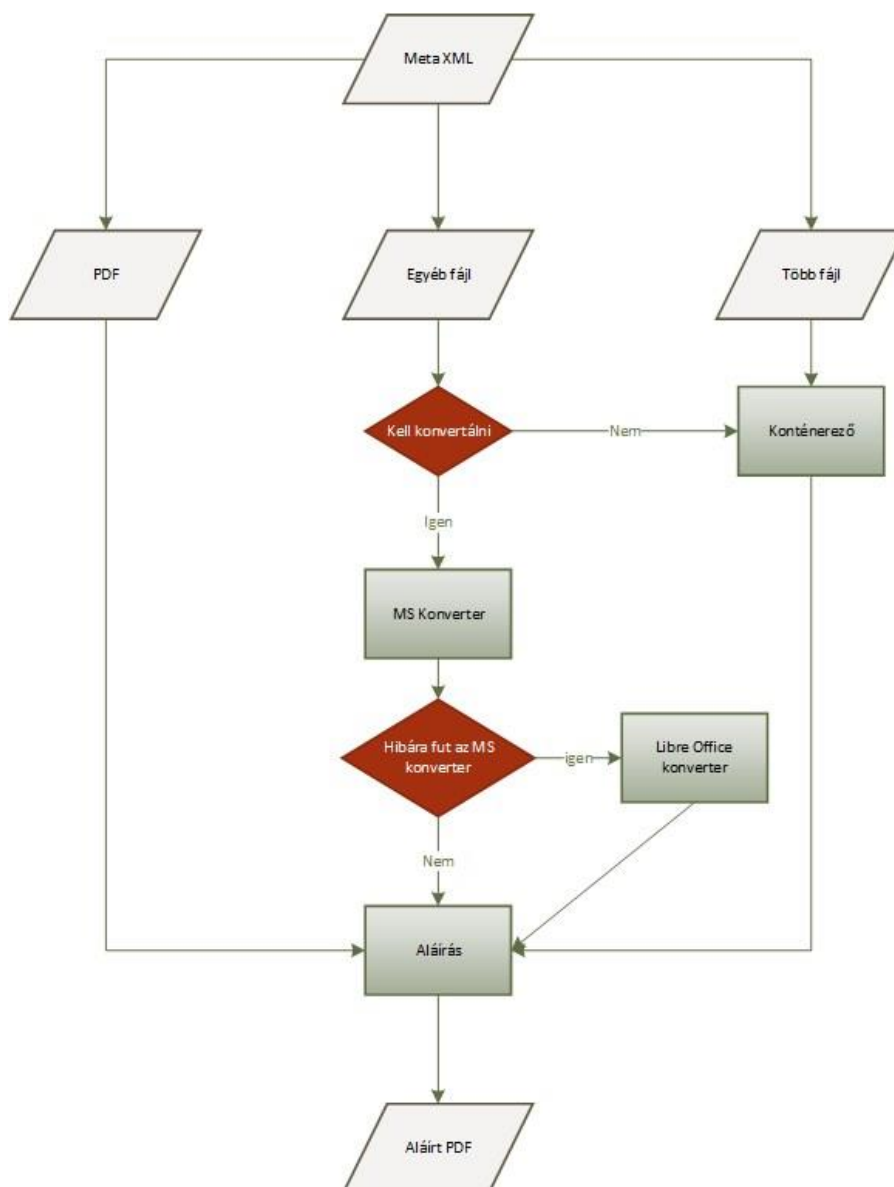 Meta XML
PDF
Egyéb fájl
Több fájl
Kell konvertálni
Nem
Konténerező
Igen
MS Konverter
Hibára fut az MS
konverter
igen
Libre Office
konverter
Nem
Aláírás
Aláírt PDF